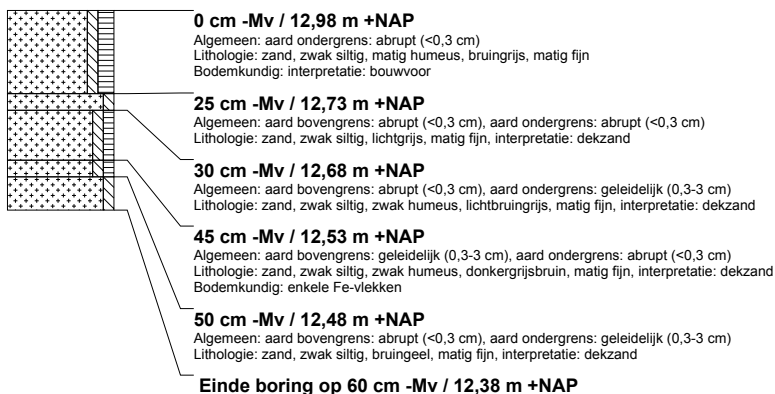 0 cm -Mv / 12,98 m +NAP
Algemeen: aard ondergrens: abrupt (<0,3 cm)
Lithologie: zand, zwak siltig, matig humeus, bruingrijs, matig fijn
Bodemkundig: interpretatie: bouwvoor
25 cm -Mv / 12,73 m +NAP
Algemeen: aard bovengrens: abrupt (<0,3 cm), aard ondergrens: abrupt (<0,3 cm)
Lithologie: zand, zwak siltig, lichtgrijs, matig fijn, interpretatie: dekzand
30 cm -Mv / 12,68 m +NAP
Algemeen: aard bovengrens: abrupt (<0,3 cm), aard ondergrens: geleidelijk (0,3-3 cm)
Lithologie: zand, zwak siltig, zwak humeus, lichtbruingrijs, matig fijn, interpretatie: dekzand
45 cm -Mv / 12,53 m +NAP
Algemeen: aard bovengrens: geleidelijk (0,3-3 cm), aard ondergrens: abrupt (<0,3 cm)
Lithologie: zand, zwak siltig, zwak humeus, donkergrijsbruin, matig fijn, interpretatie: dekzand
Bodemkundig: enkele Fe-vlekken
50 cm -Mv / 12,48 m +NAP
Algemeen: aard bovengrens: abrupt (<0,3 cm), aard ondergrens: geleidelijk (0,3-3 cm)
Lithologie: zand, zwak siltig, bruingeel, matig fijn, interpretatie: dekzand
Einde boring op 60 cm -Mv / 12,38 m +NAP